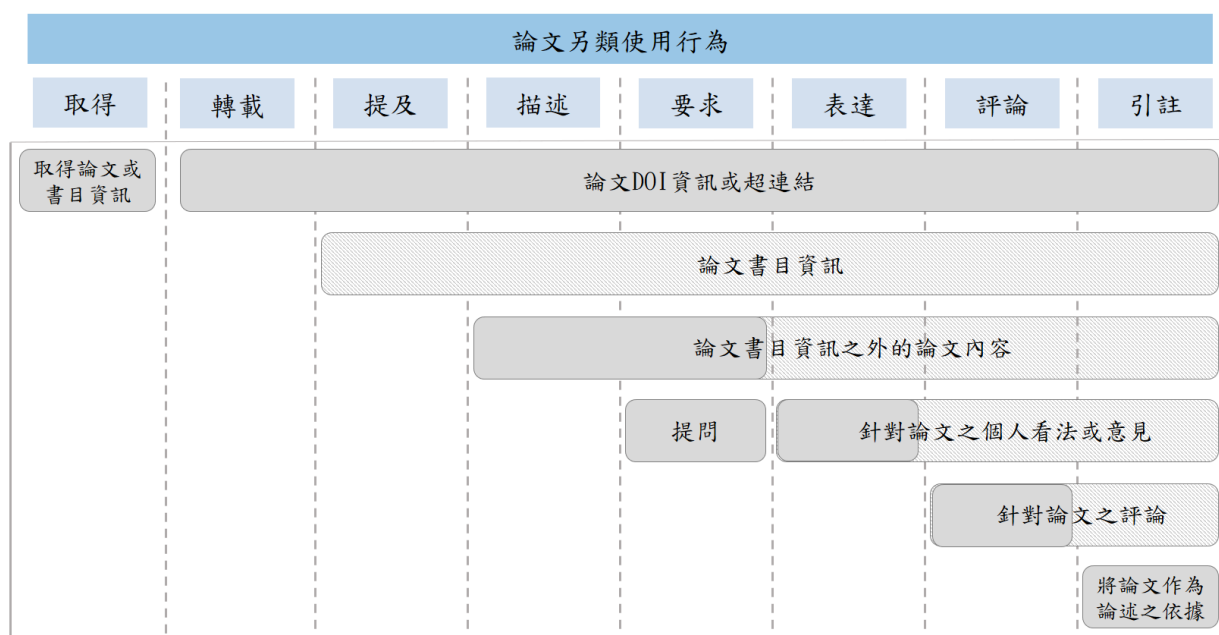 論文另類使用行為
取得 轉載 提及 描述 要求 表達 評論 引註
取得論文或
書目資訊
論文DOI資訊或超連結
論文書目資訊
論文書目資訊之外的論文內容
提問
針對論文之個人看法或意見
針對論文之評論
將論文作為
論述之依據